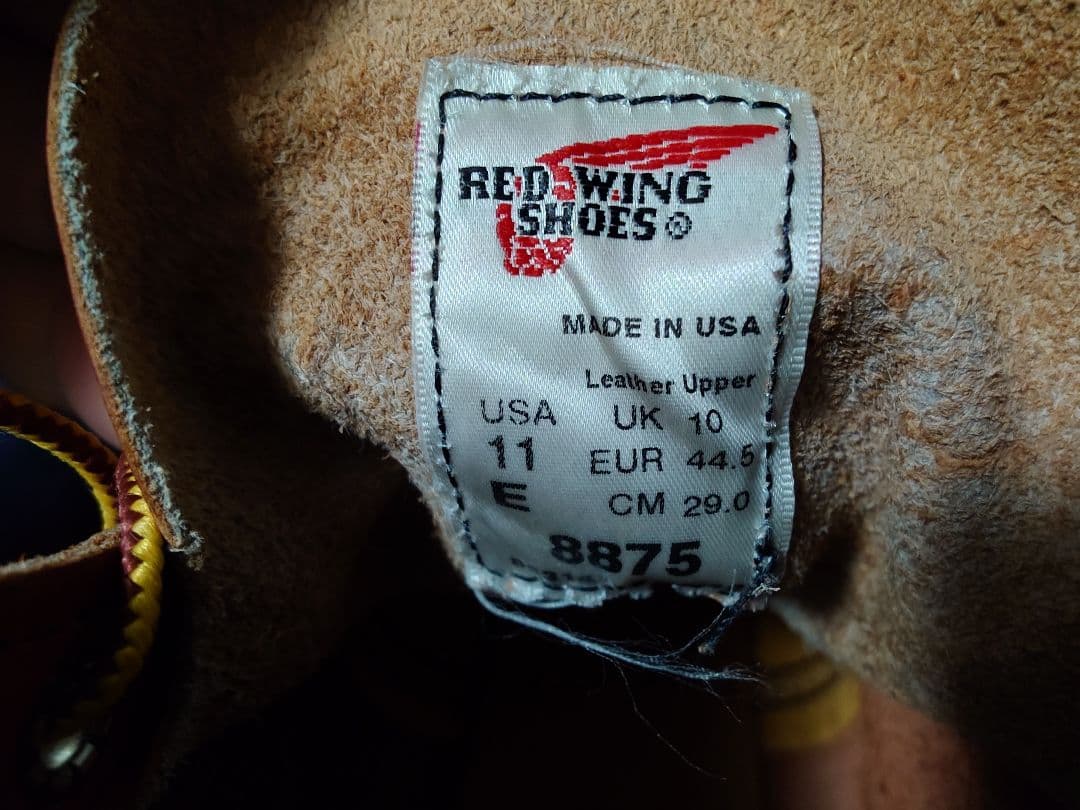 RED WING
SHOES®
MADE IN USA
Leather Upper
USA UK 10
11 EUR 44.5
E CM 29.0
8875